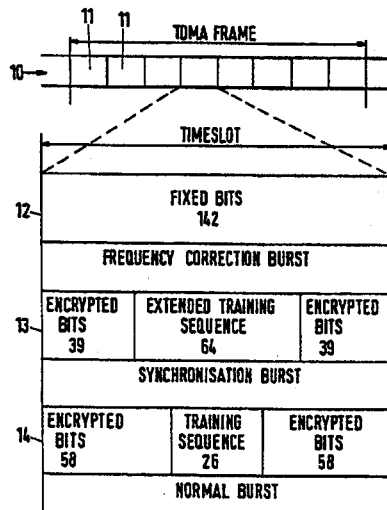 11 11 TDMA FRAME
10
TIMESLOT
12 FIXED BITS
142
FREQUENCY CORRECTION BURST
13 ENCRYPTED BITS 39 EXTENDED TRAINING SEQUENCE 64 ENCRYPTED BITS 39
SYNCHRONISATION BURST
14 ENCRYPTED BITS 58 TRAINING SEQUENCE 26 ENCRYPTED BITS 58
NORMAL BURST